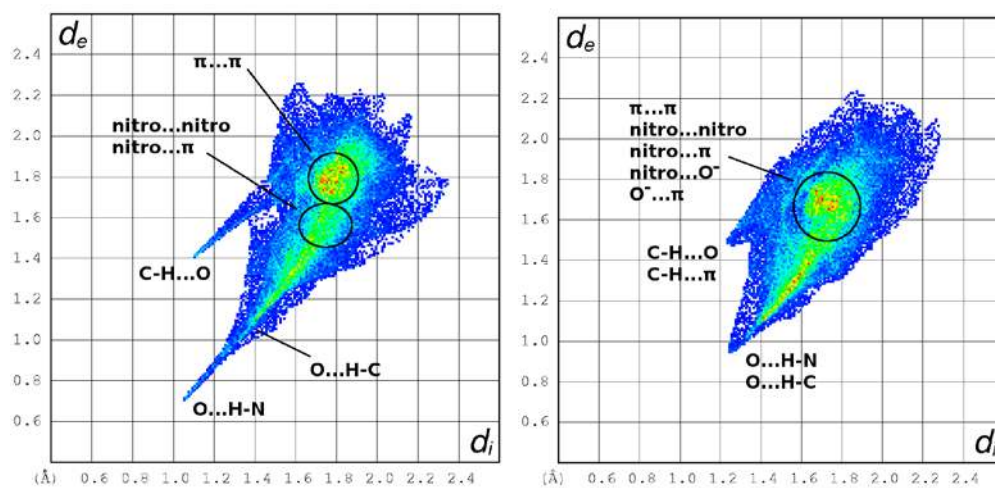 de
π...π
nitro...nitro
nitro...π
C-H...O
O...H-C
O...H-N
di
2.4
2.2
2.0
1.8
1.6
1.4
1.2
1.0
0.8
0.6
(Å) 0.6 0.8 1.0 1.2 1.4 1.6 1.8 2.0 2.2 2.4
de
π...π
nitro...nitro
nitro...π
nitro...O⁻
O⁻...π
C-H...O
C-H...π
O...H-N
O...H-C
di
2.4
2.2
2.0
1.8
1.6
1.4
1.2
1.0
0.8
0.6
(Å) 0.6 0.8 1.0 1.2 1.4 1.6 1.8 2.0 2.2 2.4